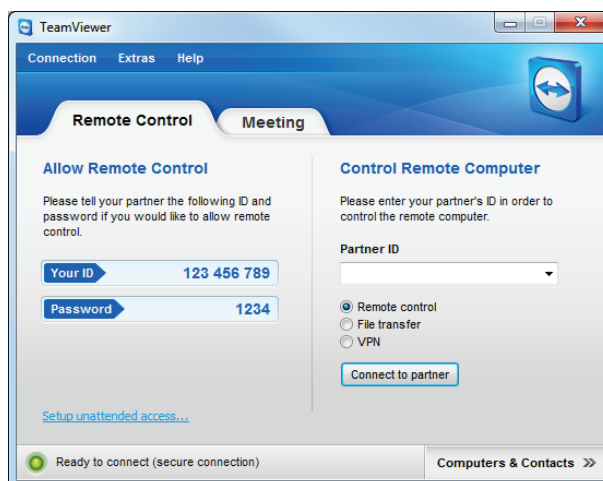 TeamViewer
Connection Extras Help
Remote Control Meeting
Allow Remote Control
Please tell your partner the following ID and
password if you would like to allow remote
control.
Your ID 123 456 789
Password 1234
Setup unattended access...
Control Remote Computer
Please enter your partner's ID in order to
control the remote computer.
Partner ID
Remote control
File transfer
VPN
Connect to partner
Ready to connect (secure connection)
Computers & Contacts »